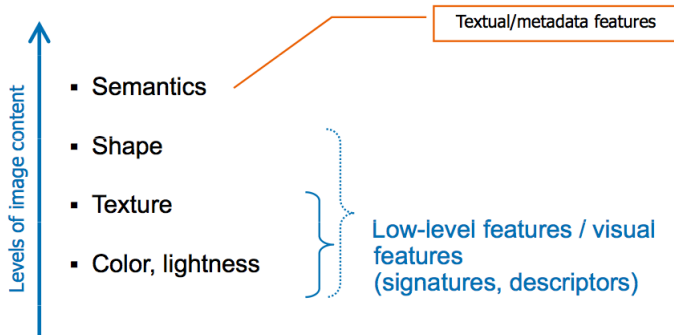 Textual/metadata features
Levels of image content
▪ Semantics
▪ Shape
▪ Texture
▪ Color, lightness
Low-level features / visual
features
(signatures, descriptors)